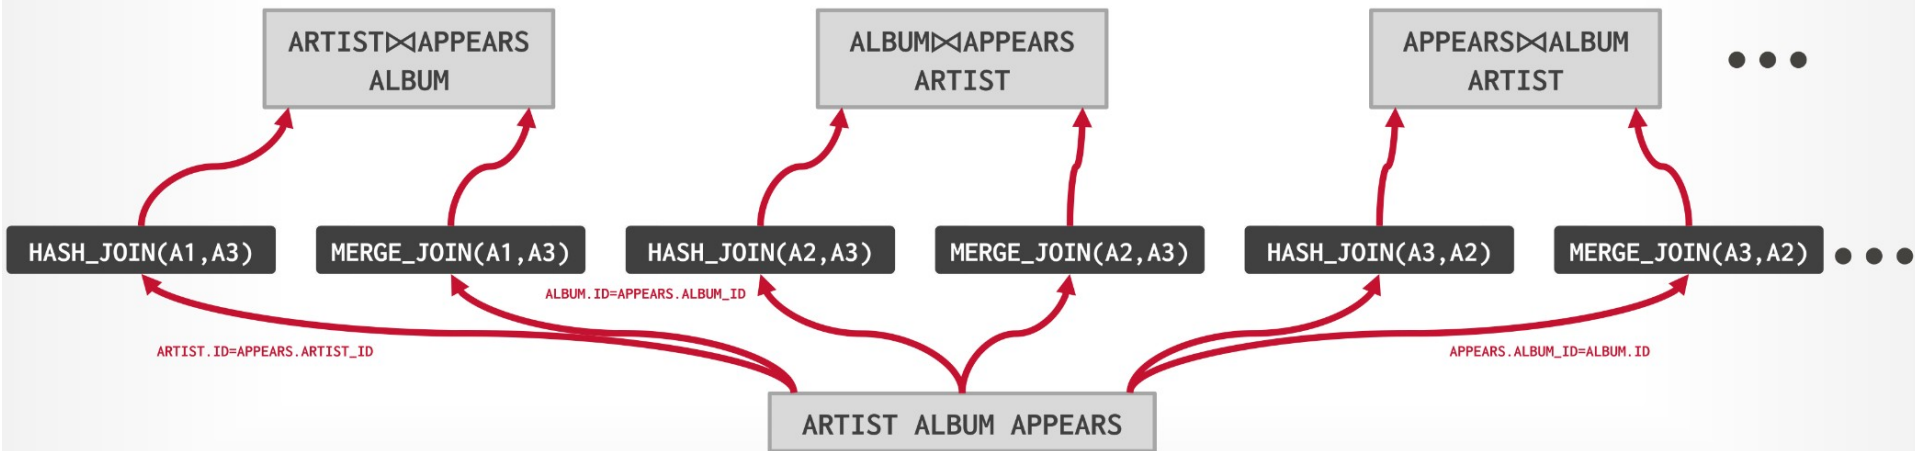 ARTIST⋈APPEARS
ALBUM
ALBUM⋈APPEARS
ARTIST
APPEARS⋈ALBUM
ARTIST
HASH_JOIN(A1,A3)
MERGE_JOIN(A1,A3)
HASH_JOIN(A2,A3)
MERGE_JOIN(A2,A3)
HASH_JOIN(A3,A2)
MERGE_JOIN(A3,A2)
ALBUM.ID=APPEARS.ALBUM_ID
ARTIST.ID=APPEARS.ARTIST_ID
APPEARS.ALBUM_ID=ALBUM.ID
ARTIST ALBUM APPEARS